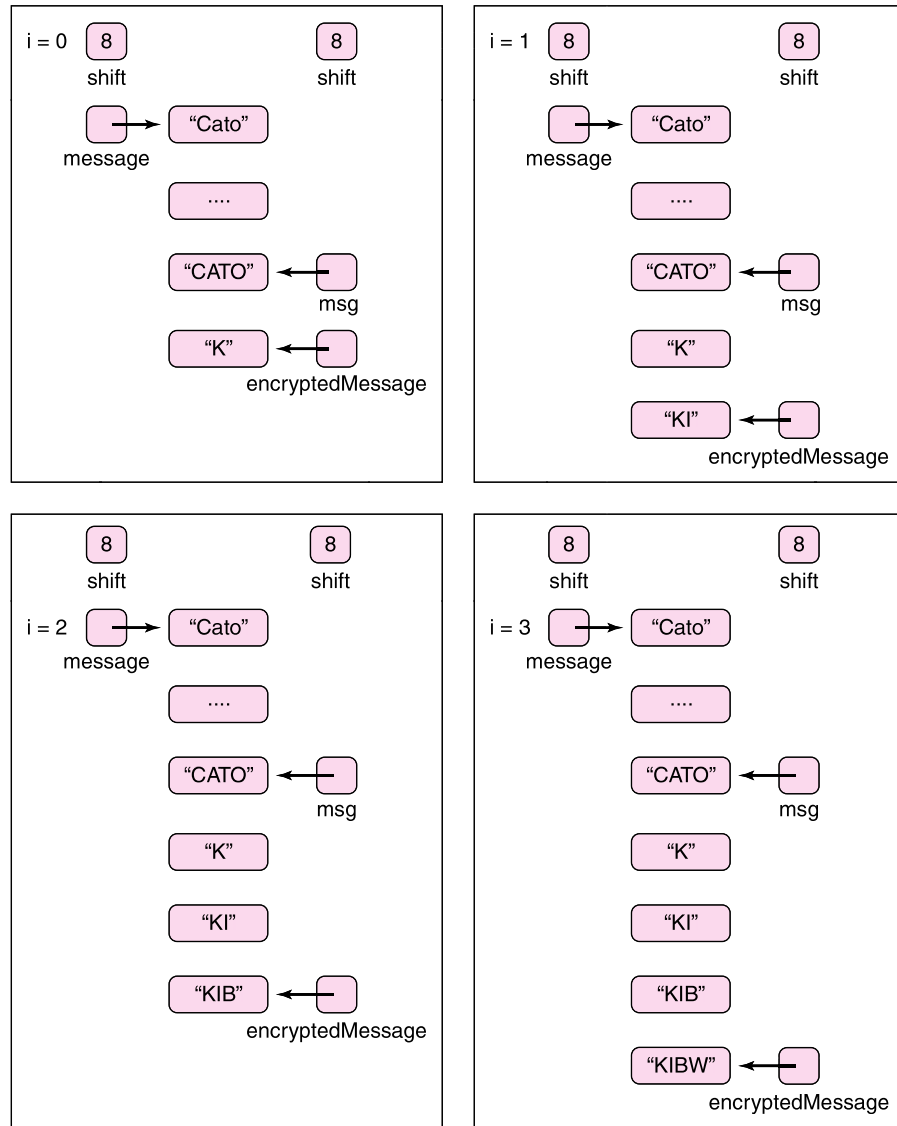 i = 0 8 8
shift shift
“Cato”
message
....
“CATO”
msg
“K”
encryptedMessage
i = 1 8 8
shift shift
“Cato”
message
....
“CATO”
msg
“K”
“KI”
encryptedMessage
8 8
shift shift
i = 2 “Cato”
message
....
“CATO”
msg
“K”
“KI”
“KIB”
encryptedMessage
8 8
shift shift
i = 3 “Cato”
message
....
“CATO”
msg
“K”
“KI”
“KIB”
“KIBW”
encryptedMessage